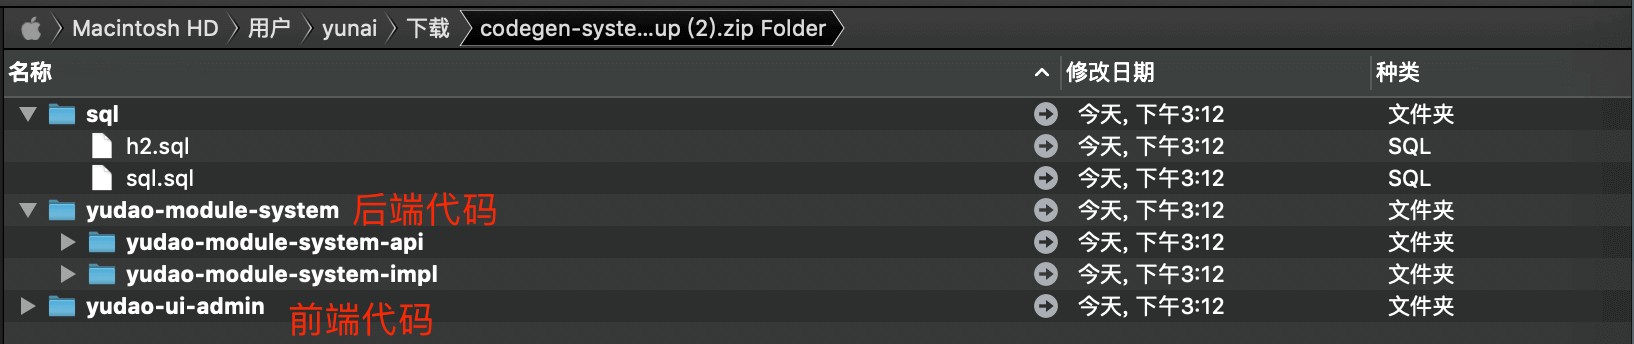 Macintosh HD 用户 yunai 下载 codegen-syste...up (2).zip Folder
名称 修改日期 种类
sql 今天, 下午3:12 文件夹
h2.sql 今天, 下午3:12 SQL
sql.sql 今天, 下午3:12 SQL
yudao-module-system 后端代码 今天, 下午3:12 文件夹
yudao-module-system-api 今天, 下午3:12 文件夹
yudao-module-system-impl 今天, 下午3:12 文件夹
yudao-ui-admin 前端代码 今天, 下午3:12 文件夹